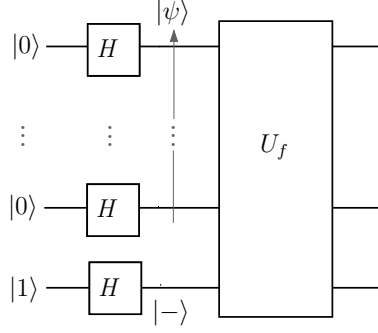 |ψ⟩
|0⟩ H
⋮ ⋮ ⋮
U_f
|0⟩ H
|1⟩ H
|−⟩